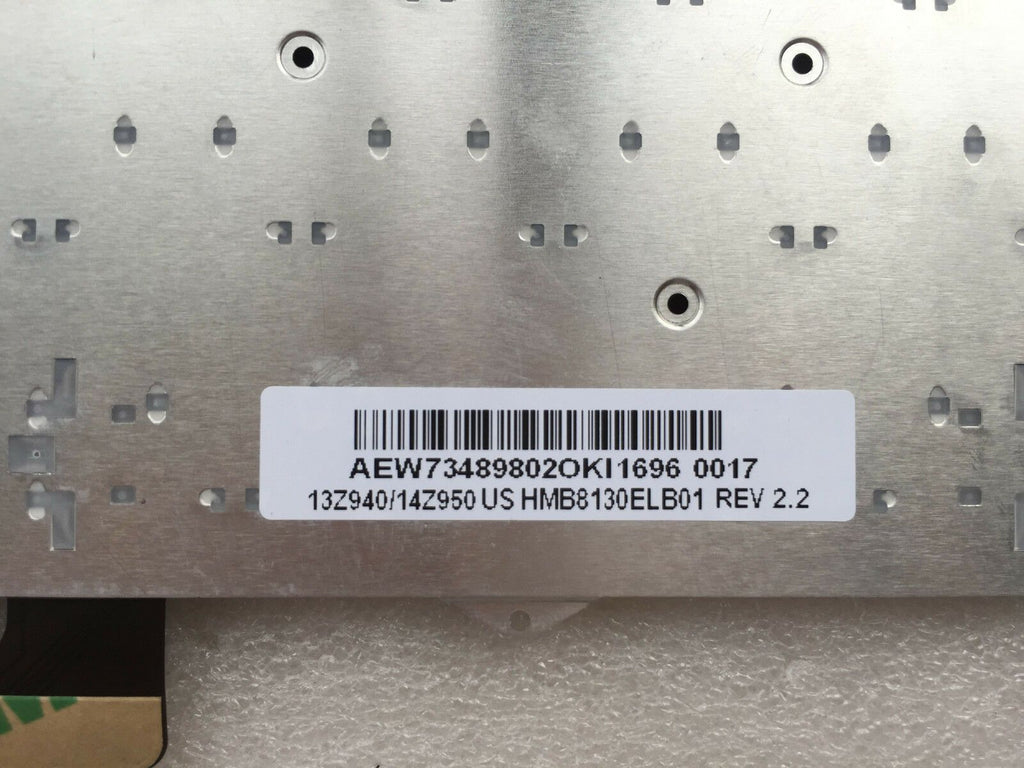 AEW73489802OKI1696 0017
13Z940/14Z950 US HMB8130ELB01 REV 2.2